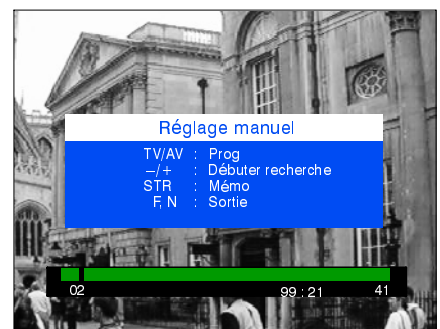 Réglage manuel
TV/AV : Prog
–/+ : Débuter recherche
STR : Mémo
F, N : Sortie
02 99 : 21 41